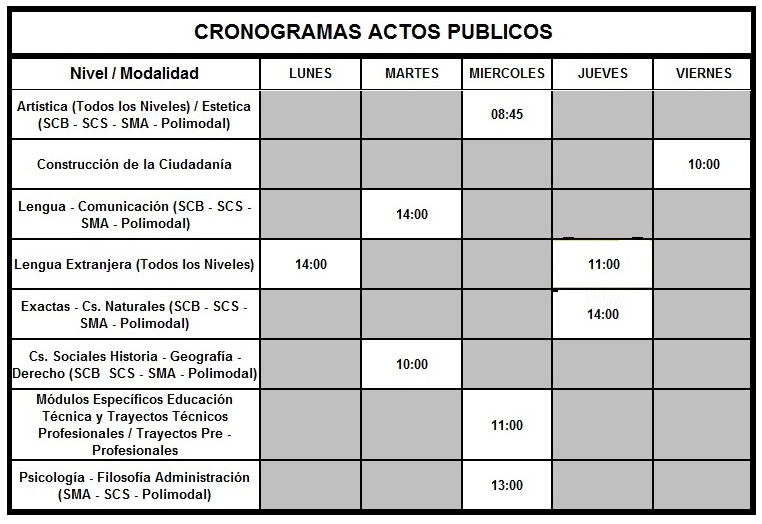 CRONOGRAMAS ACTOS PUBLICOS
Nivel / Modalidad LUNES MARTES MIERCOLES JUEVES VIERNES
Artística (Todos los Niveles) / Estetica
(SCB - SCS - SMA - Polimodal)
08:45
Construcción de la Ciudadanía
10:00
Lengua - Comunicación (SCB - SCS -
SMA - Polimodal)
14:00
Lengua Extranjera (Todos los Niveles)
14:00 11:00
Exactas - Cs. Naturales (SCB - SCS -
SMA - Polimodal)
14:00
Cs. Sociales Historia - Geografía -
Derecho (SCB  SCS - SMA - Polimodal)
10:00
Módulos Específicos Educación
Técnica y Trayectos Técnicos
Profesionales / Trayectos Pre -
Profesionales
11:00
Psicología - Filosofía Administración
(SMA - SCS - Polimodal)
13:00